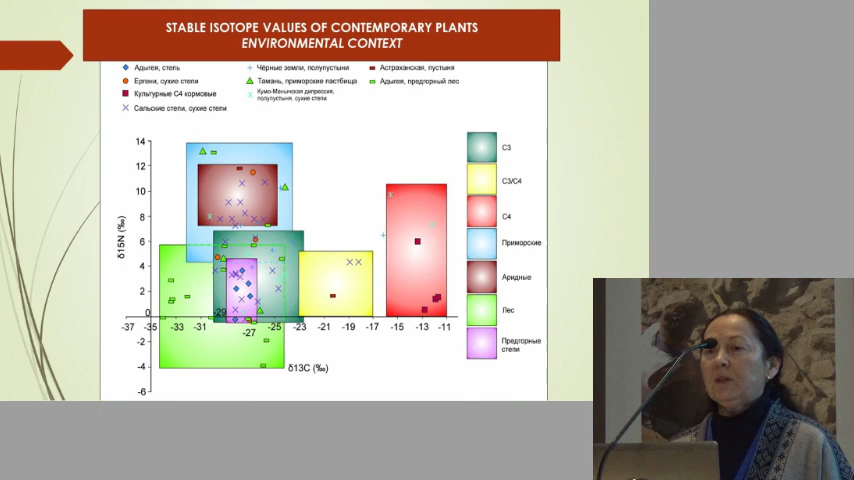 STABLE ISOTOPE VALUES OF CONTEMPORARY PLANTS
ENVIRONMENTAL CONTEXT
Адыгея, степь
Чёрные земли, полупустыни
Астраханская, пустыня
Ергени, сухие степи
Тамань, приморские пастбища
Адыгея, предгорный лес
Культурные С4 кормовые
Кумо-Манычская депрессия,
полупустыня, сухие степи
Сальские степи, сухие степи
14
12
10
8
6
4
2
0
-2
-4
-6
δ15N (‰)
-37 -35 -33 -31 -29 -27 -25 -23 -21 -19 -17 -15 -13 -11
δ13C (‰)
C3
C3/C4
C4
Приморские
Аридные
Лес
Предгорные
степи